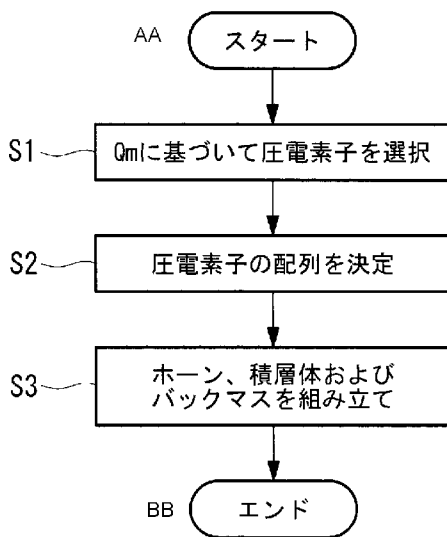 AA スタート
S1 Qmに基づいて圧電素子を選択
S2 圧電素子の配列を決定
S3 ホーン、積層体および
バックマスを組み立て
BB エンド